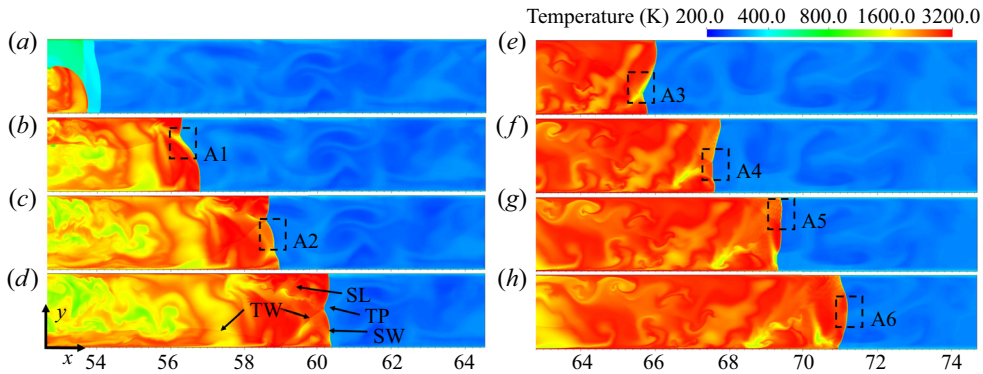 Temperature (K) 200.0 400.0 800.0 1600.0 3200.0
(a)
(b)
A1
(c)
A2
(d)
SL
TP
TW
SW
y
x
54 56 58 60 62 64
(e)
A3
(f)
A4
(g)
A5
(h)
A6
64 66 68 70 72 74